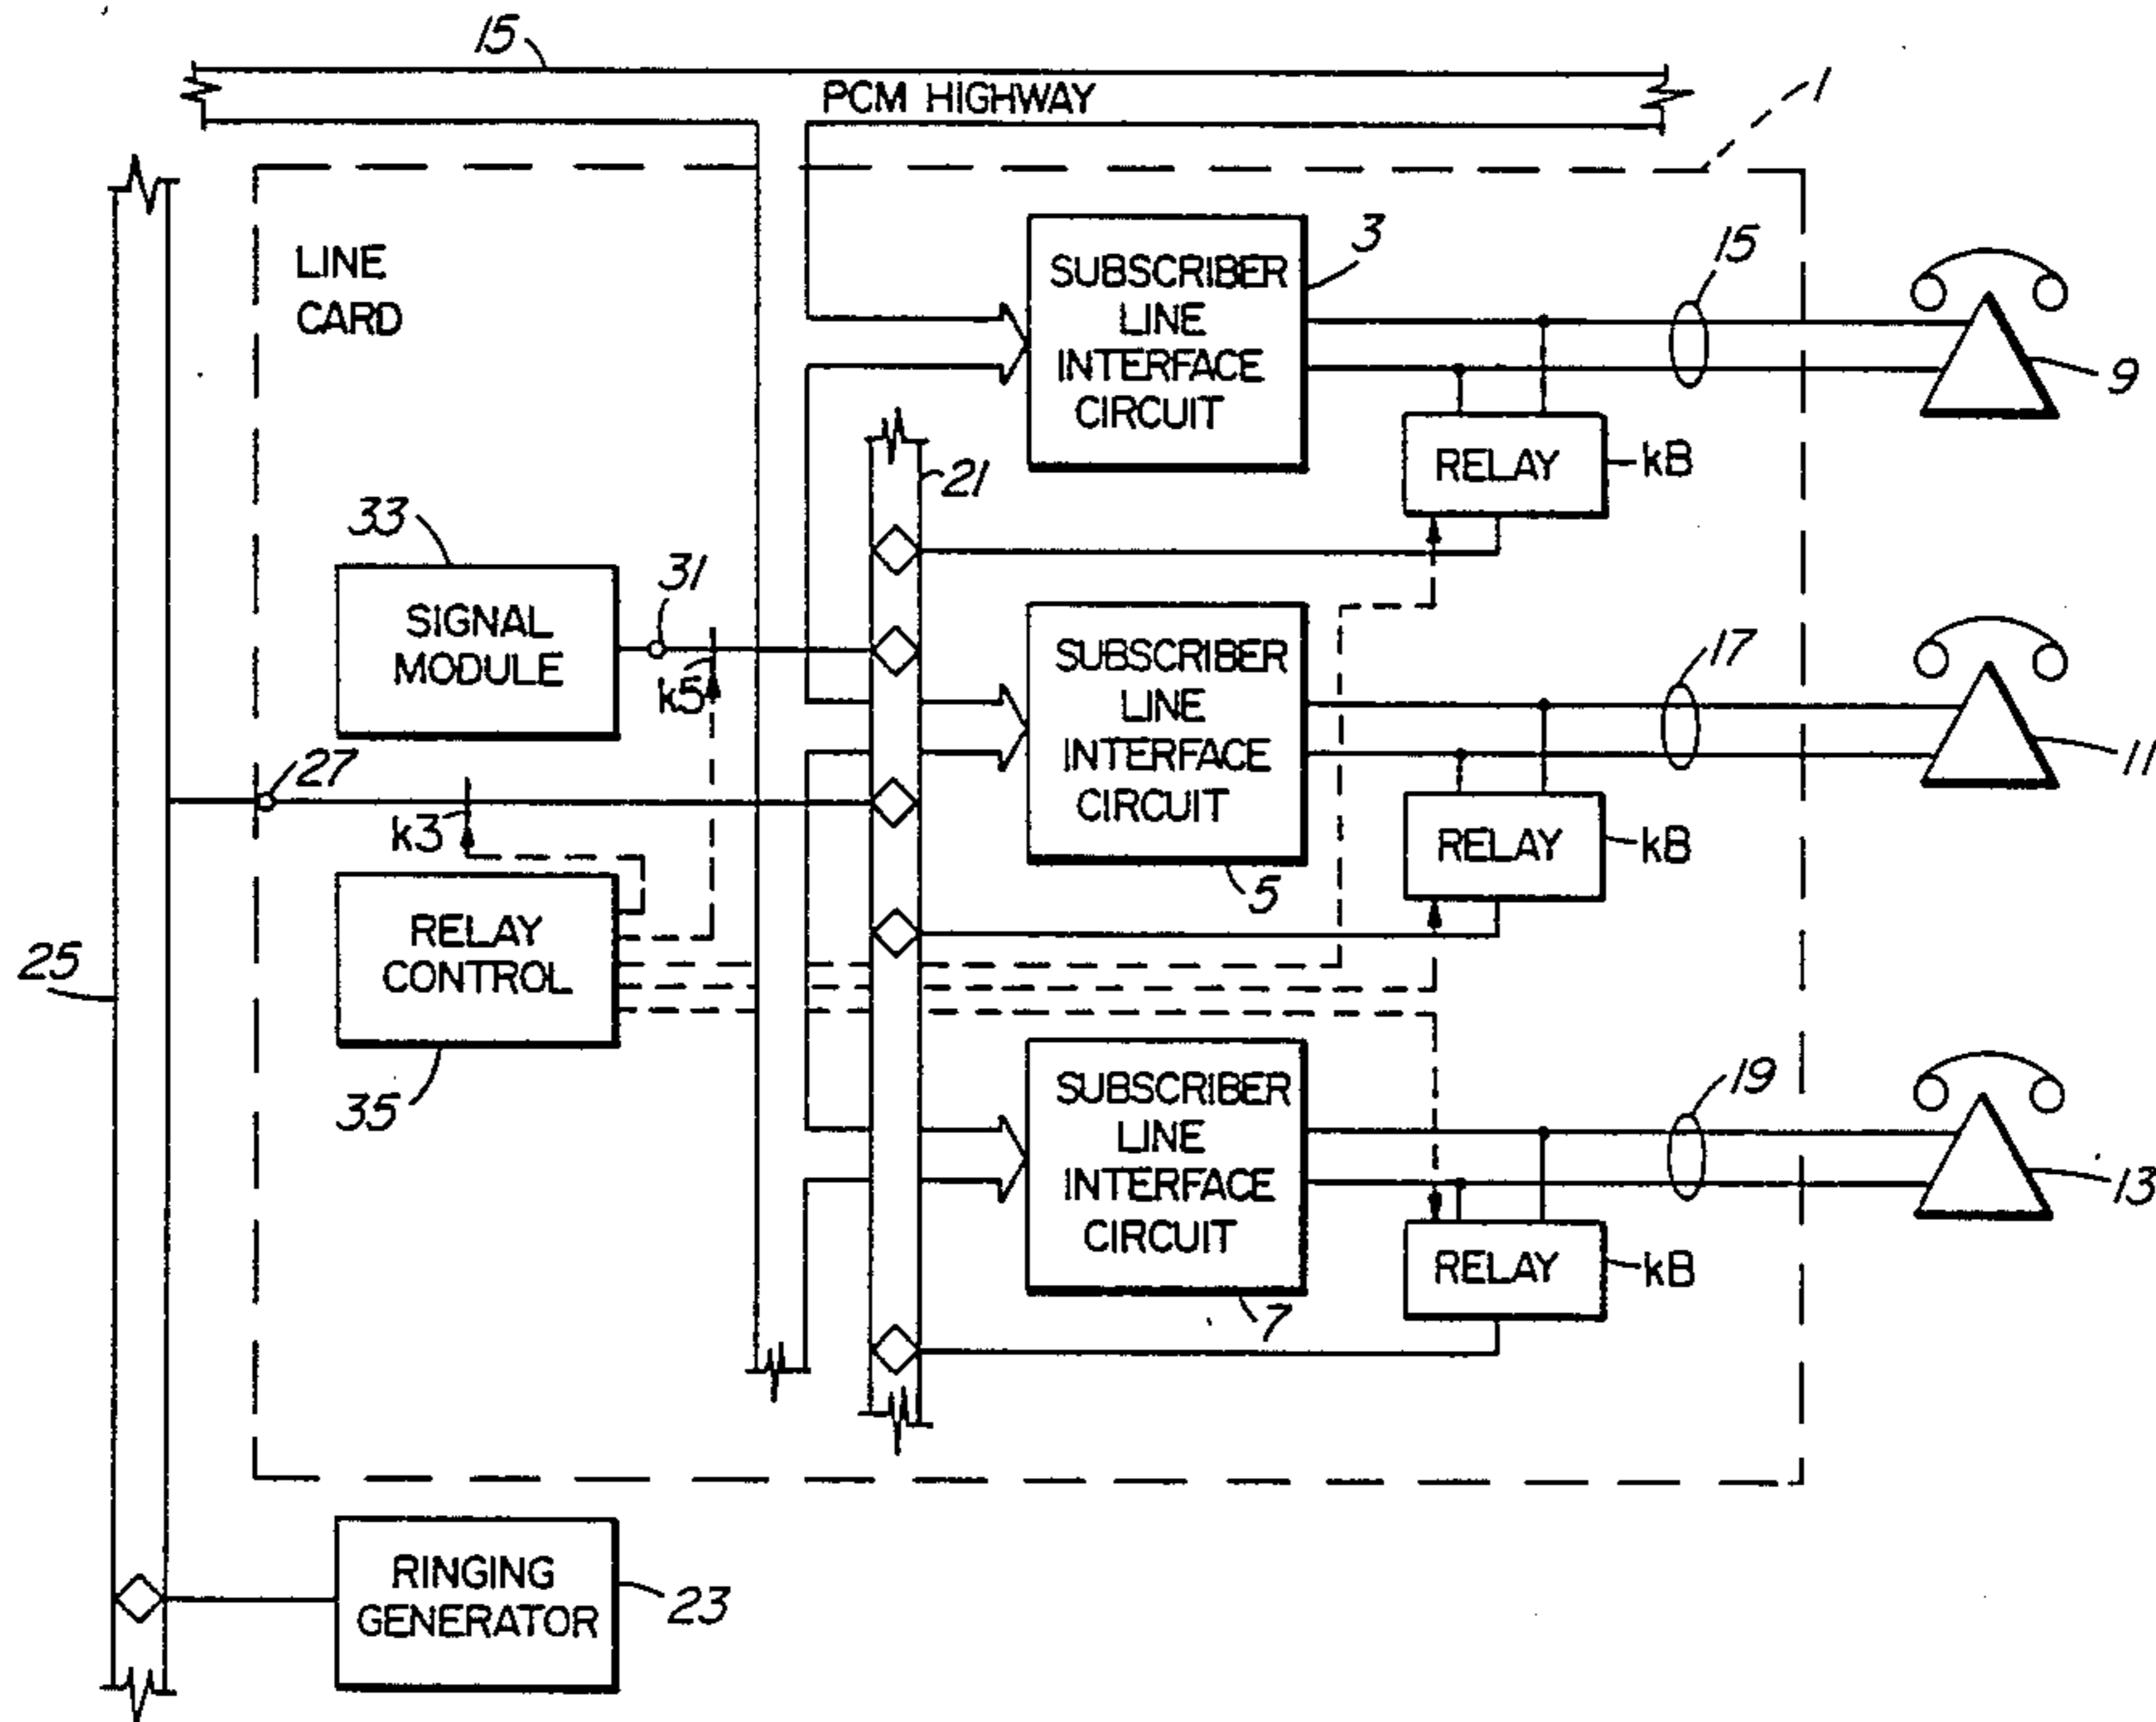 15
PCM HIGHWAY
1
LINE
CARD
SUBSCRIBER
LINE
INTERFACE
CIRCUIT
3
15
9
RELAY
kB
21
33
SIGNAL
MODULE
31
k5
SUBSCRIBER
LINE
INTERFACE
CIRCUIT
5
17
11
RELAY
kB
27
k3
RELAY
CONTROL
35
25
SUBSCRIBER
LINE
INTERFACE
CIRCUIT
7
19
13
RELAY
kB
RINGING
GENERATOR
23